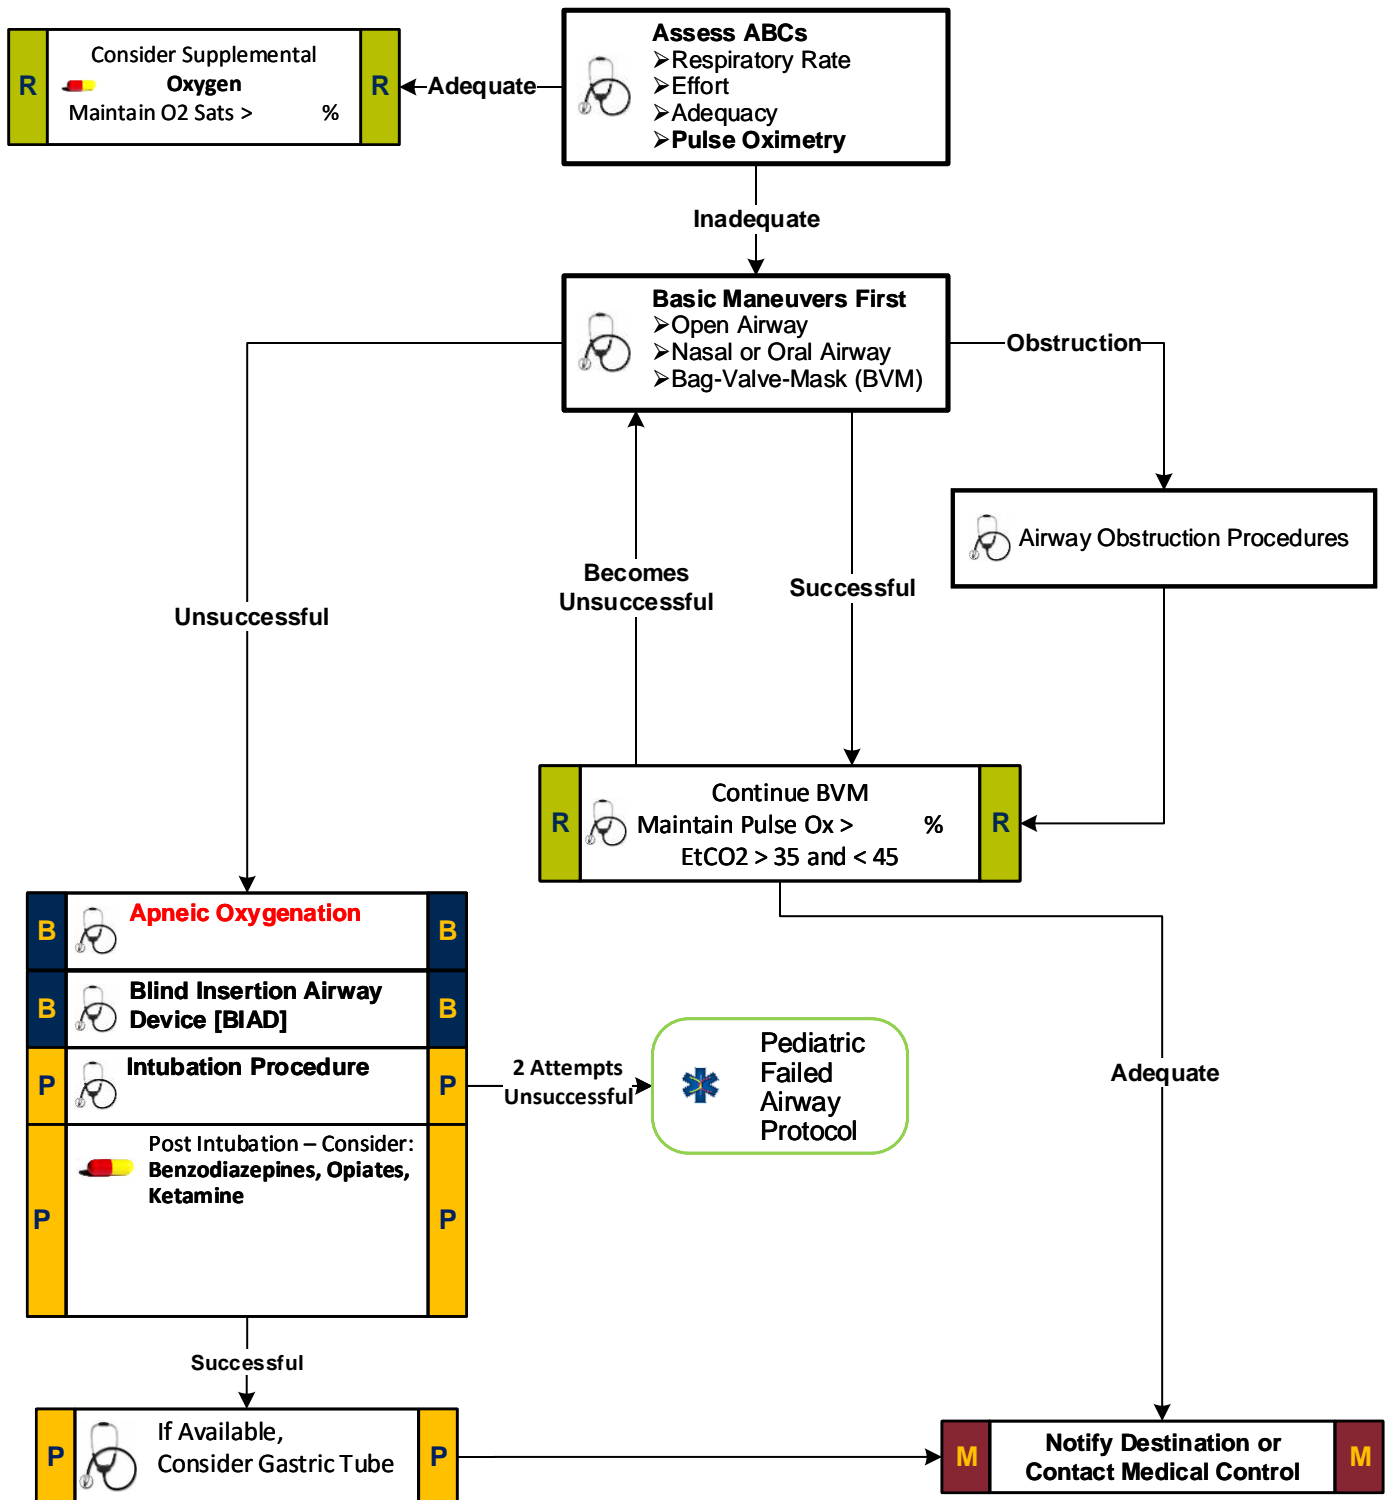 Consider Supplemental
R
Oxygen
R
Maintain O2 Sats > %
Adequate
Assess ABCs
➢Respiratory Rate
➢Effort
➢Adequacy
➢Pulse Oximetry
Inadequate
Basic Maneuvers First
➢Open Airway
➢Nasal or Oral Airway
➢Bag-Valve-Mask (BVM)
Obstruction
Airway Obstruction Procedures
Becomes
Unsuccessful
Successful
Unsuccessful
Continue BVM
R
Maintain Pulse Ox > %
R
EtCO2 > 35 and < 45
B
Apneic Oxygenation
B
B
Blind Insertion Airway
Device [BIAD]
B
P
Intubation Procedure
P
2 Attempts
Unsuccessful
Pediatric
Failed
Airway
Protocol
Adequate
Post Intubation – Consider:
Benzodiazepines, Opiates,
Ketamine
P
P
Successful
P
If Available,
Consider Gastric Tube
P
M
Notify Destination or
Contact Medical Control
M